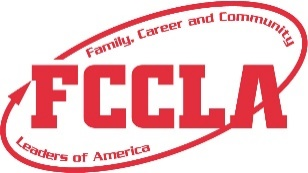 Family, Career and Community
FCCLA
Leaders of America